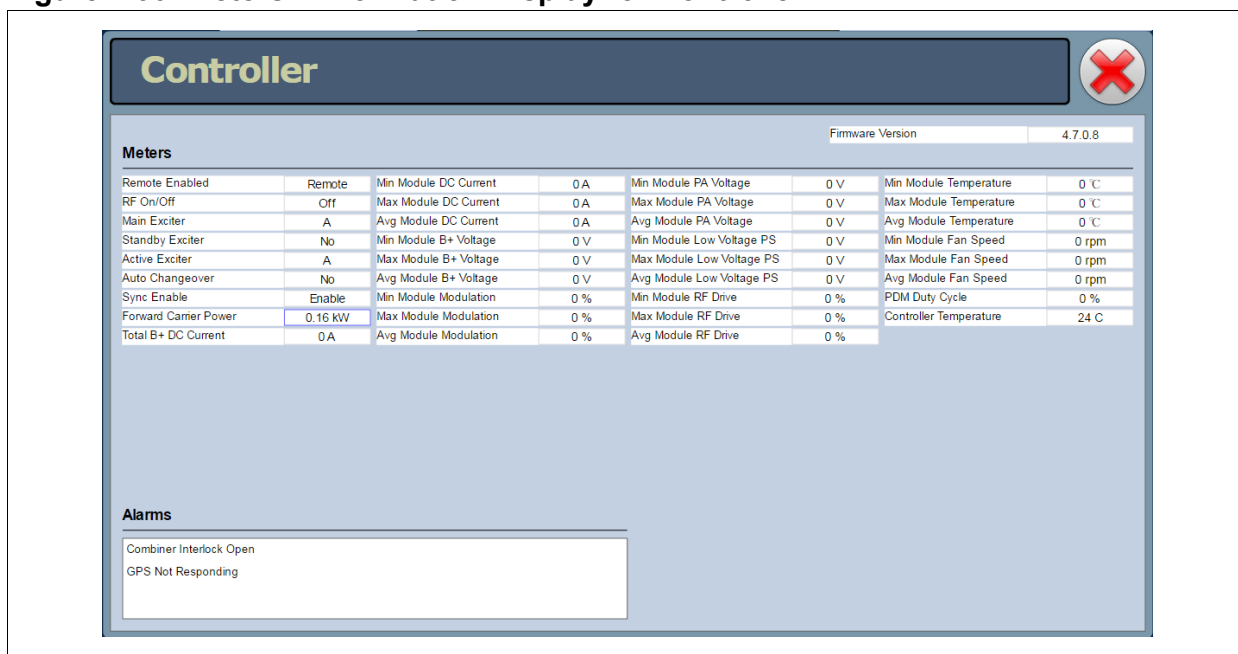 Controller
Firmware Version 4.7.0.8
Meters
Remote Enabled Remote Min Module DC Current 0 A Min Module PA Voltage 0 V Min Module Temperature 0 °C
RF On/Off Off Max Module DC Current 0 A Max Module PA Voltage 0 V Max Module Temperature 0 °C
Main Exciter A Avg Module DC Current 0 A Avg Module PA Voltage 0 V Avg Module Temperature 0 °C
Standby Exciter No Min Module B+ Voltage 0 V Min Module Low Voltage PS 0 V Min Module Fan Speed 0 rpm
Active Exciter A Max Module B+ Voltage 0 V Max Module Low Voltage PS 0 V Max Module Fan Speed 0 rpm
Auto Changeover No Avg Module B+ Voltage 0 V Avg Module Low Voltage PS 0 V Avg Module Fan Speed 0 rpm
Sync Enable Enable Min Module Modulation 0 % Min Module RF Drive 0 % PDM Duty Cycle 0 %
Forward Carrier Power 0.16 kW Max Module Modulation 0 % Max Module RF Drive 0 % Controller Temperature 24 C
Total B+ DC Current 0 A Avg Module Modulation 0 % Avg Module RF Drive 0 %
Alarms
Combiner Interlock Open
GPS Not Responding